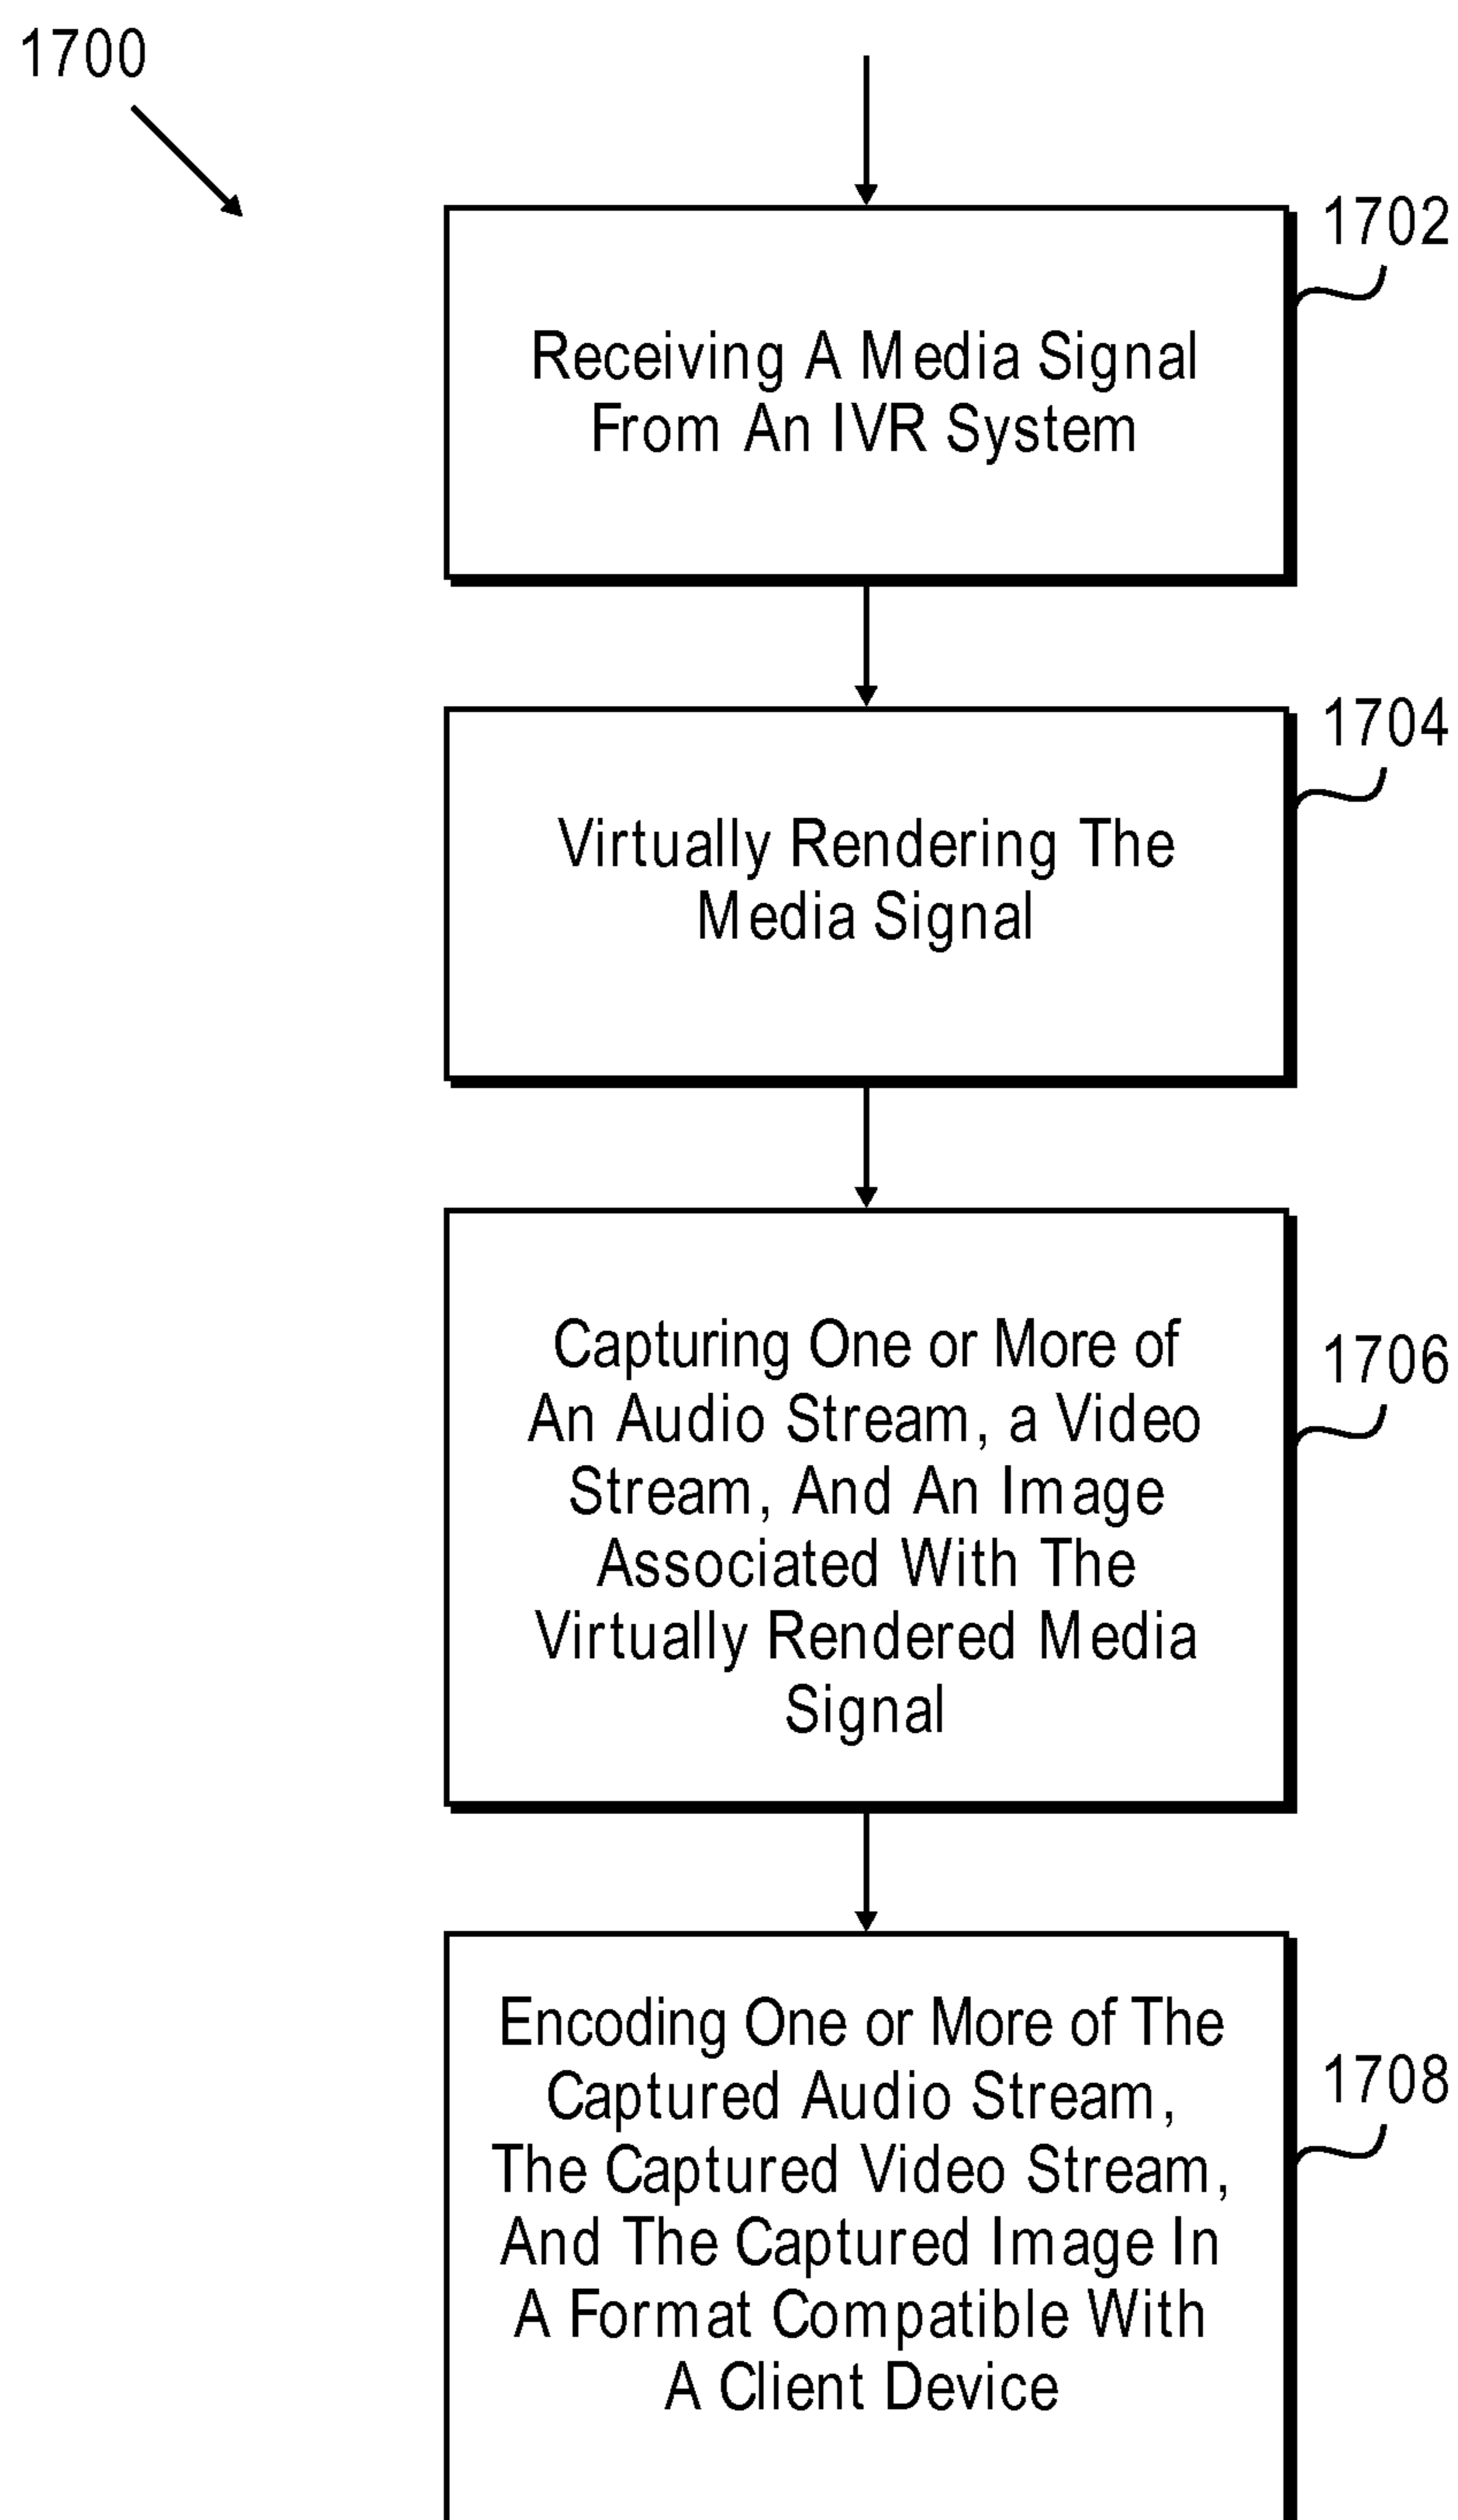 1700
1702
Receiving A Media Signal
From An IVR System
1704
Virtually Rendering The
Media Signal
Capturing One or More of
An Audio Stream, a Video
Stream, And An Image
Associated With The
Virtually Rendered Media
Signal
1706
Encoding One or More of The
Captured Audio Stream,
The Captured Video Stream,
And The Captured Image In
A Format Compatible With
A Client Device
1708